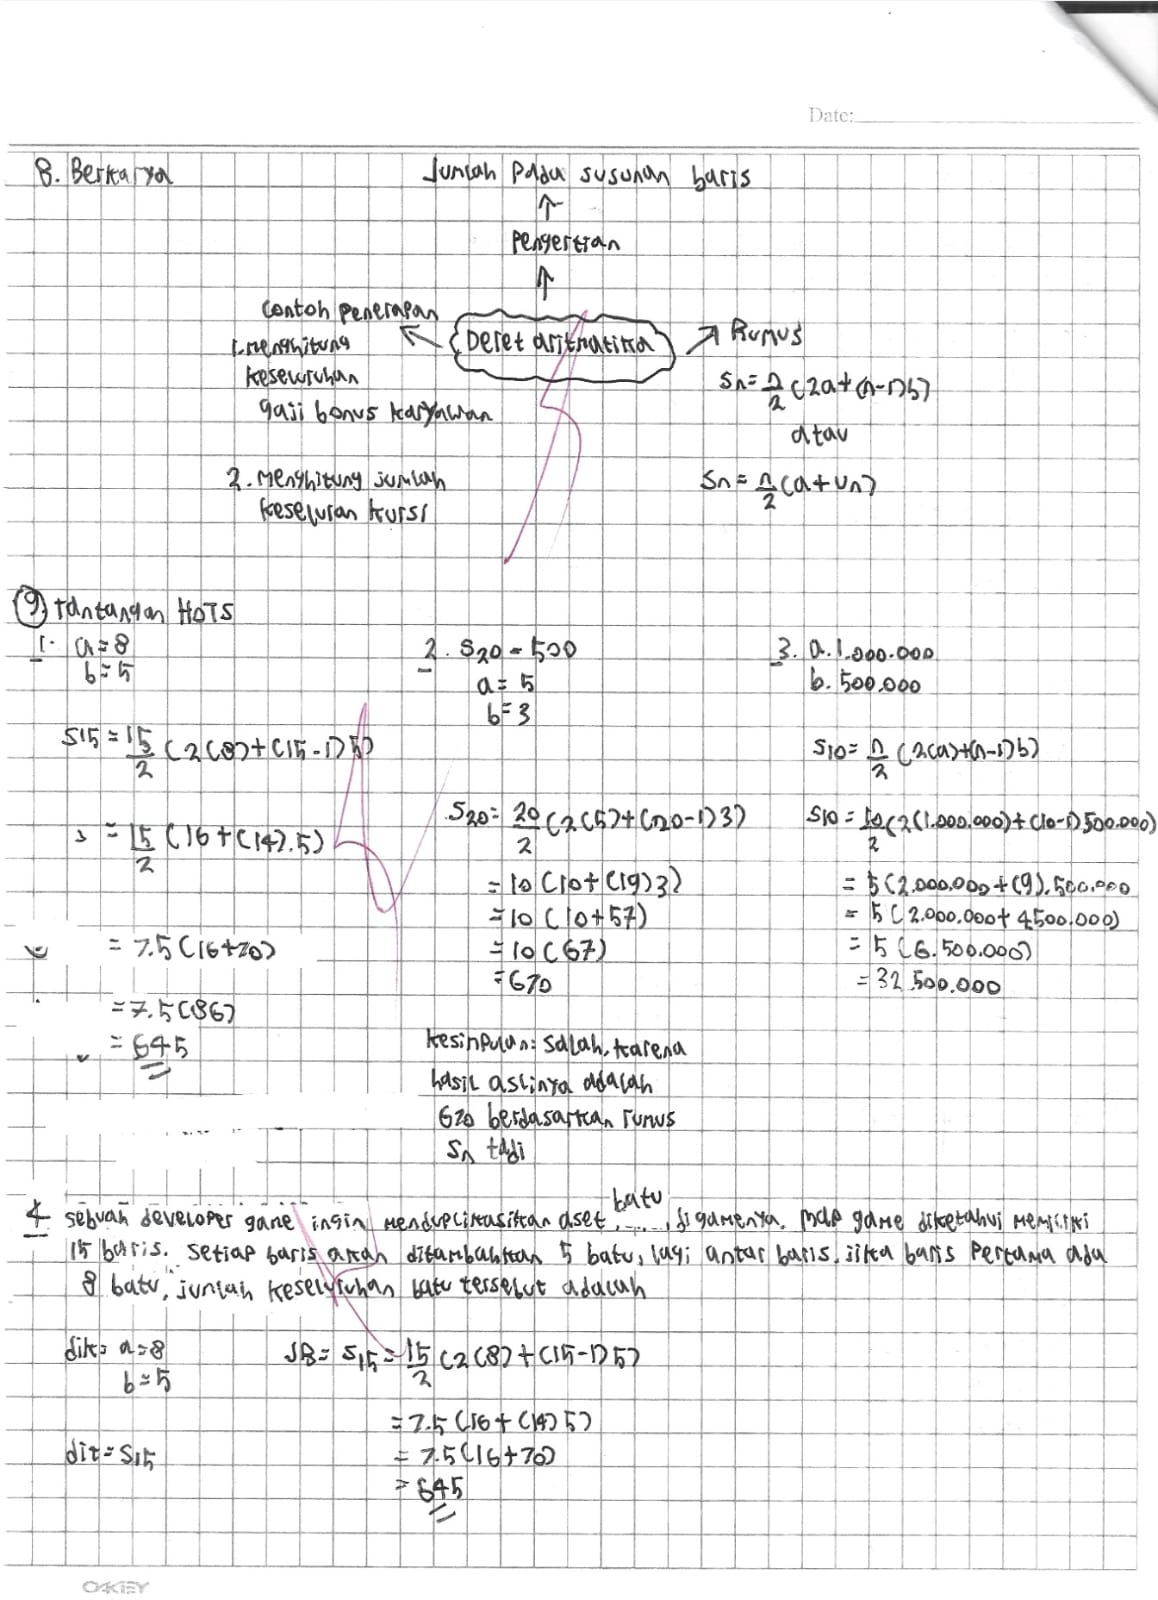 Date:
8. Berkarya
Jumlah pada susunan baris
↑
Pengertian
↑
Contoh penerapan
Deret aritmatika
Rumus
1. menghitung
keseluruhan
gaji bonus karyawan
Sn = n/2 (2a + (n-1)b)
atau
2. Menghitung jumlah
keseluran kursi
Sn = n/2 (a + Un)
9. Tantangan HOTS
1. a = 8
b = 5
S15 = 15/2 (2(8) + (15-1)5)
= 15/2 (16 + (14).5)
= 7.5 (16+70)
= 7.5 (86)
= 645
2. S20 = 500
a = 5
b = 3
S20 = 20/2 (2(5) + (20-1)3)
= 10 (10 + (19)3)
= 10 (10+57)
= 10 (67)
= 670
Kesimpulan: salah, karena
hasil aslinya adalah
670 berdasarkan rumus
Sn tadi
3. a. 1.000.000
b. 500.000
S10 = n/2 (2(a) + (n-1)b)
S10 = 10/2 (2(1.000.000) + (10-1)500.000)
= 5 (2.000.000 + (9).500.000
= 5 (2.000.000 + 4500.000)
= 5 (6.500.000)
= 32.500.000
4 sebuah developer game ingin menduplikasikan aset batu ...., di gamenya. map game diketahui memiliki
15 baris. setiap baris akan ditambahkan 5 batu, lagi antar baris. jika baris pertama ada
8 batu, jumlah keseluruhan batu tersebut adalah
dik: a = 8
b = 5
dit = S15
JB = S15 = 15/2 (2(8) + (15-1)5)
= 7.5 (16 + (14)5)
= 7.5 (16+70)
= 645
OAKLEY